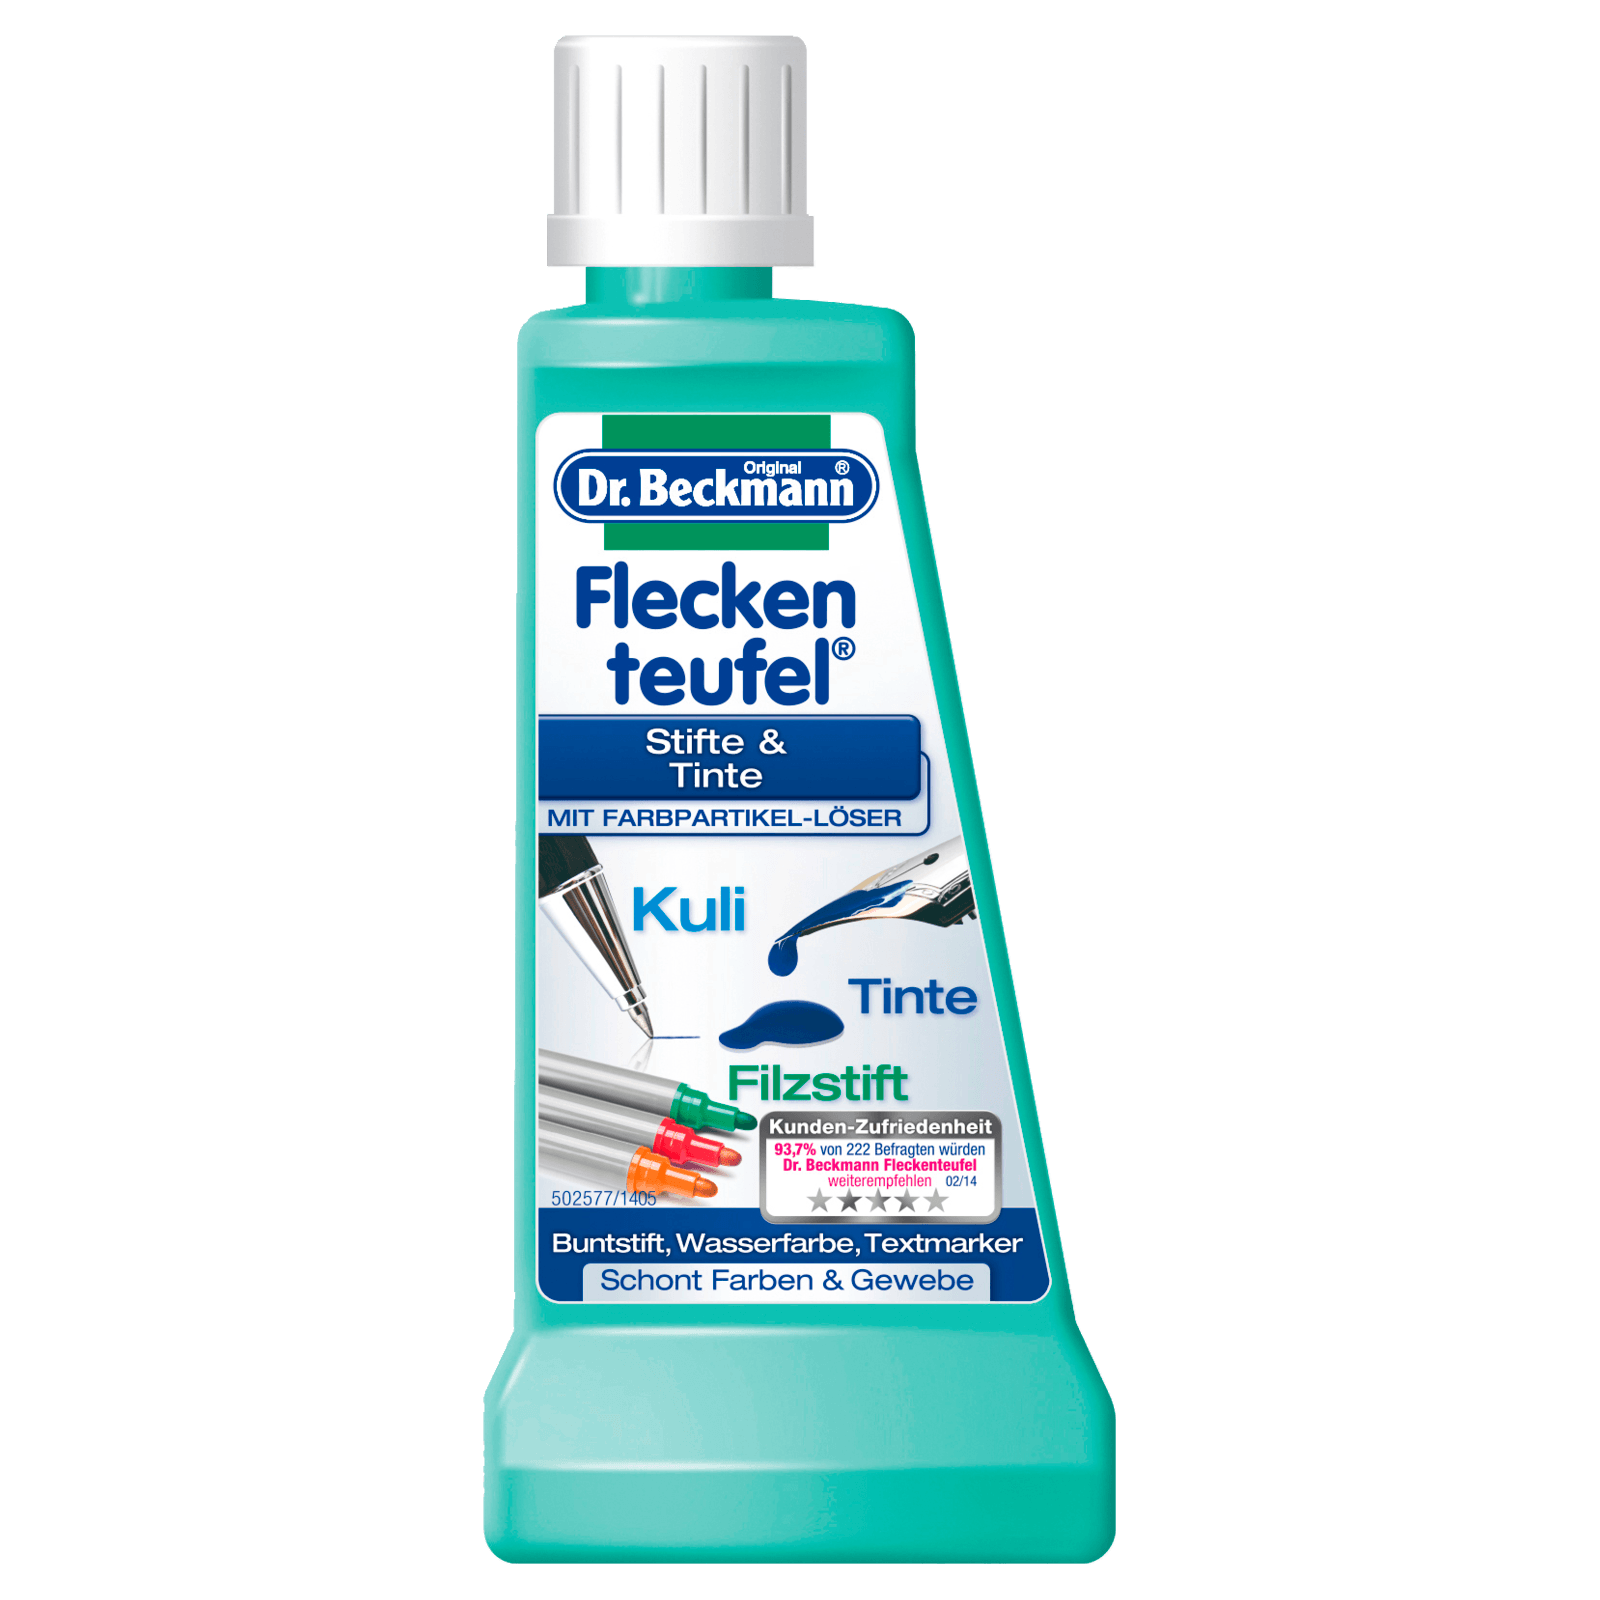 Original
Dr. Beckmann®
Flecken
teufel®
Stifte &
Tinte
MIT FARBPARTIKEL-LÖSER
Kuli
Tinte
Filzstift
Kunden-Zufriedenheit
93,7% von 222 Befragten würden
Dr. Beckmann Fleckenteufel
weiterempfehlen 02/14
502577/1405
Buntstift, Wasserfarbe, Textmarker
Schont Farben & Gewebe